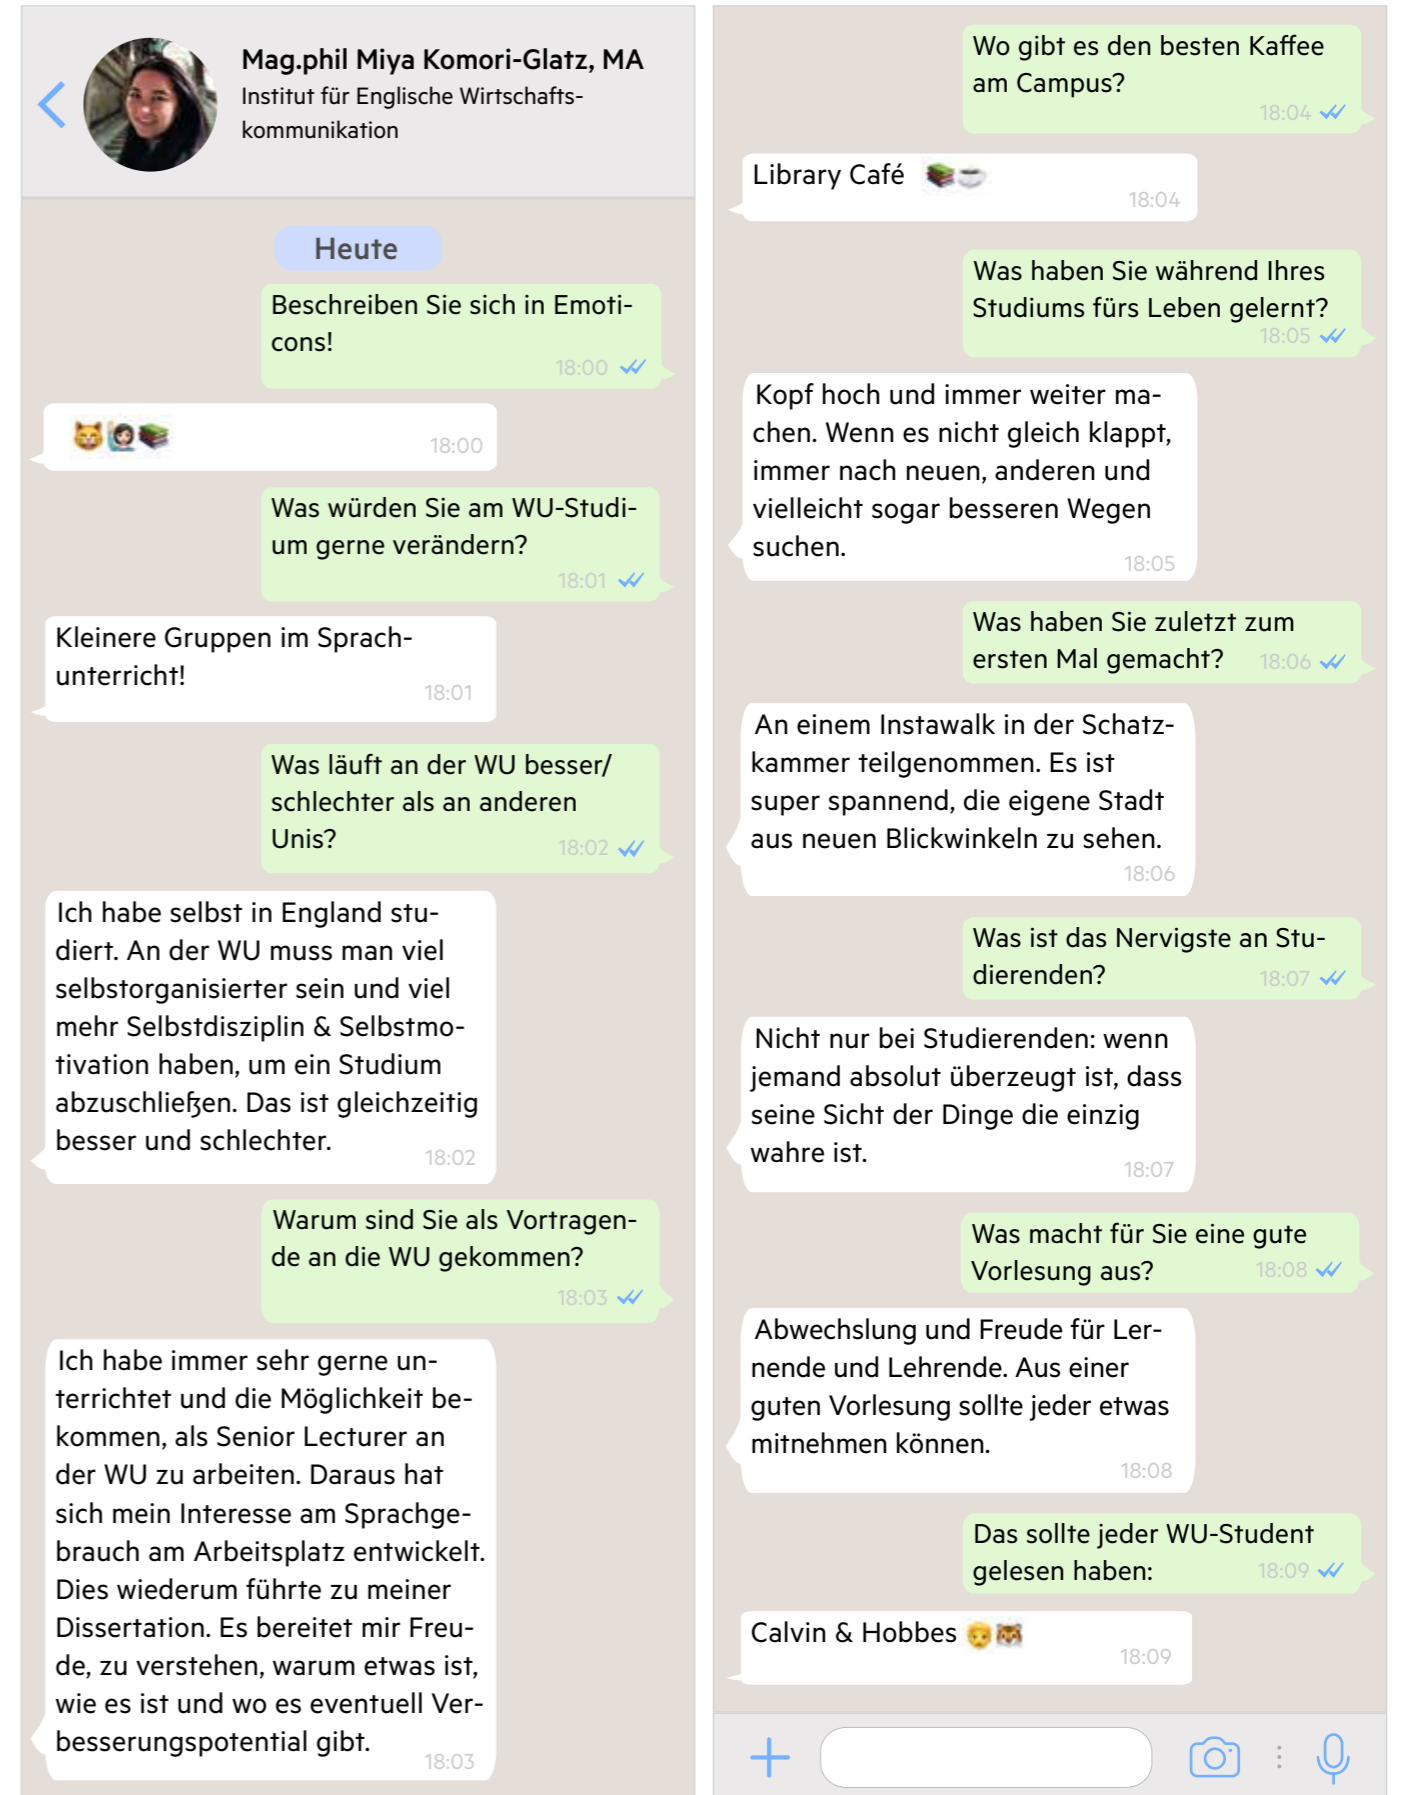 Mag.phil Miya Komori-Glatz, MA
Institut für Englische Wirtschafts-
kommunikation
Heute
Beschreiben Sie sich in Emoti-
cons!
18:00
18:00
Was würden Sie am WU-Studi-
um gerne verändern?
18:01
Kleinere Gruppen im Sprach-
unterricht!
18:01
Was läuft an der WU besser/
schlechter als an anderen
Unis?
18:02
Ich habe selbst in England stu-
diert. An der WU muss man viel
selbstorganisierter sein und viel
mehr Selbstdisziplin & Selbstmo-
tivation haben, um ein Studium
abzuschließen. Das ist gleichzeitig
besser und schlechter.
18:02
Warum sind Sie als Vortragen-
de an die WU gekommen?
18:03
Ich habe immer sehr gerne un-
terrichtet und die Möglichkeit be-
kommen, als Senior Lecturer an
der WU zu arbeiten. Daraus hat
sich mein Interesse am Sprachge-
brauch am Arbeitsplatz entwickelt.
Dies wiederum führte zu meiner
Dissertation. Es bereitet mir Freu-
de, zu verstehen, warum etwas ist,
wie es ist und wo es eventuell Ver-
besserungspotential gibt.
18:03
Wo gibt es den besten Kaffee
am Campus?
18:04
Library Café
18:04
Was haben Sie während Ihres
Studiums fürs Leben gelernt?
18:05
Kopf hoch und immer weiter ma-
chen. Wenn es nicht gleich klappt,
immer nach neuen, anderen und
vielleicht sogar besseren Wegen
suchen.
18:05
Was haben Sie zuletzt zum
ersten Mal gemacht? 18:06
An einem Instawalk in der Schatz-
kammer teilgenommen. Es ist
super spannend, die eigene Stadt
aus neuen Blickwinkeln zu sehen.
18:06
Was ist das Nervigste an Stu-
dierenden? 18:07
Nicht nur bei Studierenden: wenn
jemand absolut überzeugt ist, dass
seine Sicht der Dinge die einzig
wahre ist.
18:07
Was macht für Sie eine gute
Vorlesung aus? 18:08
Abwechslung und Freude für Ler-
nende und Lehrende. Aus einer
guten Vorlesung sollte jeder etwas
mitnehmen können.
18:08
Das sollte jeder WU-Student
gelesen haben: 18:09
Calvin & Hobbes
18:09